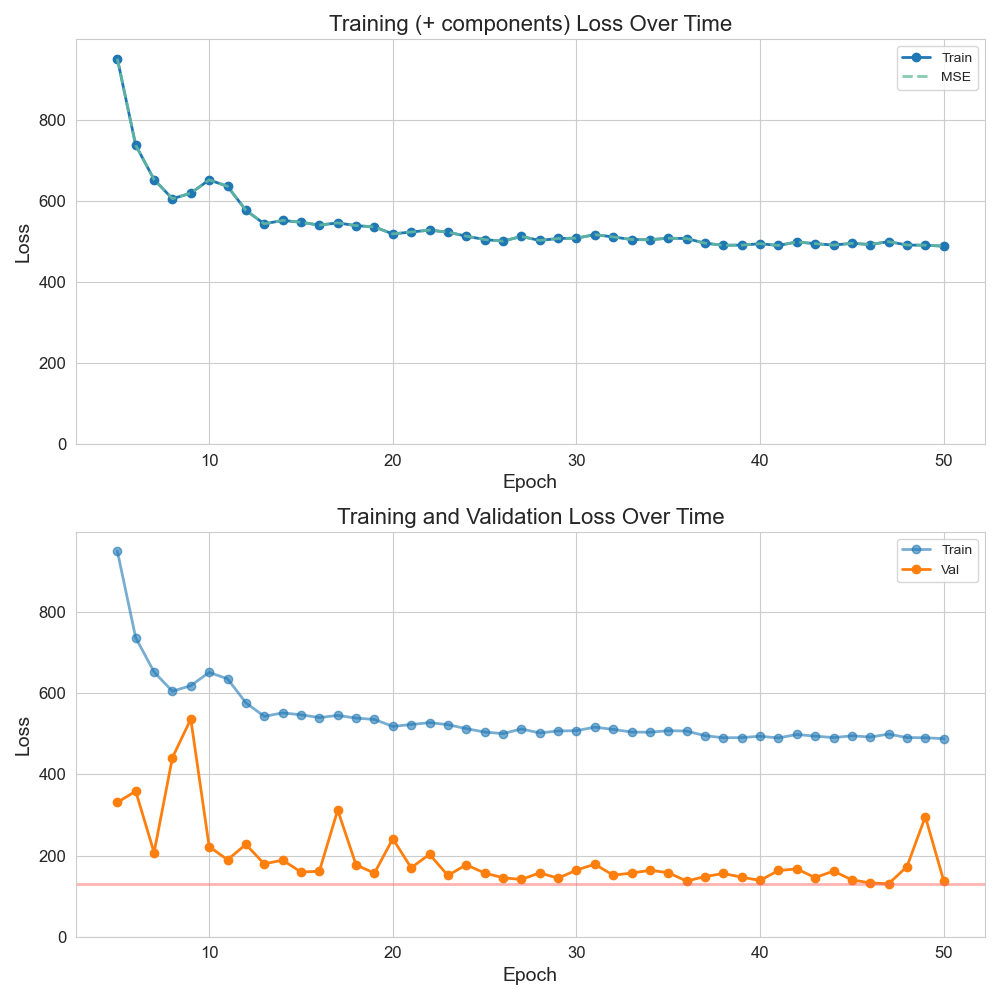 Training (+ components) Loss Over Time
Train
MSE
Loss
800
600
400
200
0
10 20 30 40 50
Epoch
Training and Validation Loss Over Time
Train
Val
Loss
800
600
400
200
0
10 20 30 40 50
Epoch